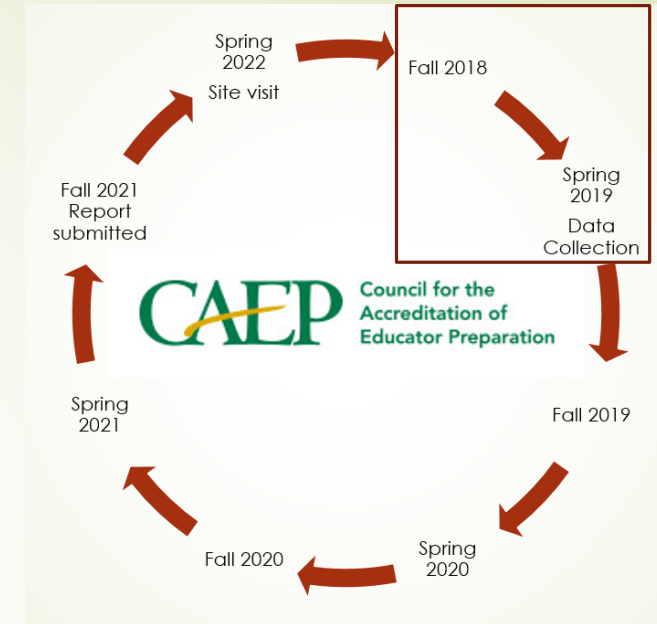 Spring
2022
Site visit
Fall 2018
Spring
2019
Data
Collection
Fall 2019
Spring
2020
Fall 2020
Spring
2021
Fall 2021
Report
submitted
CAEP
Council for the
Accreditation of
Educator Preparation